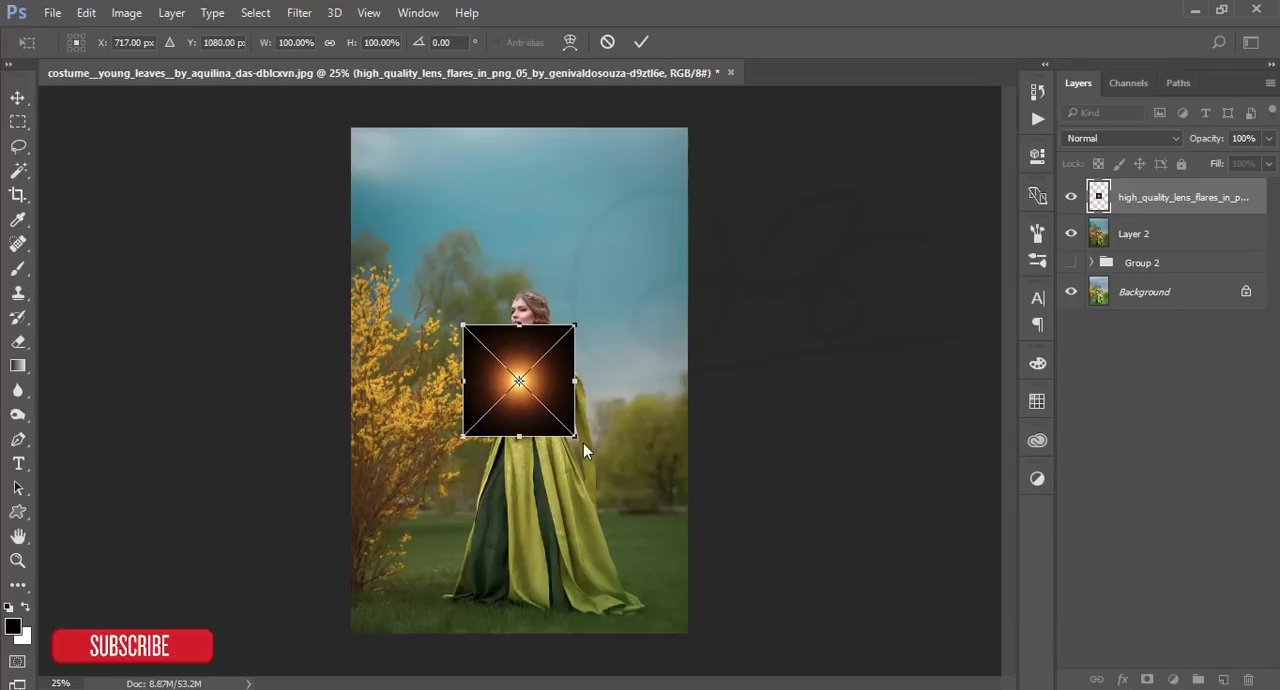 Ps File Edit Image Layer Type Select Filter 3D View Window Help
X: 717.00 px Y: 1080.00 px W: 100.00% H: 100.00% 0.00 ° Anti-alias
costume__young_leaves__by_aquilina_das-dblcxvn.jpg @ 25% (high_quality_lens_flares_in_png_05_by_genivaldosouza-d9ztl6e, RGB/8#) *
Layers Channels Paths
Kind
Normal Opacity: 100%
Lock: Fill: 100%
high_quality_lens_flares_in_p...
Layer 2
Group 2
Background
SUBSCRIBE
25% Doc: 8.87M/53.2M